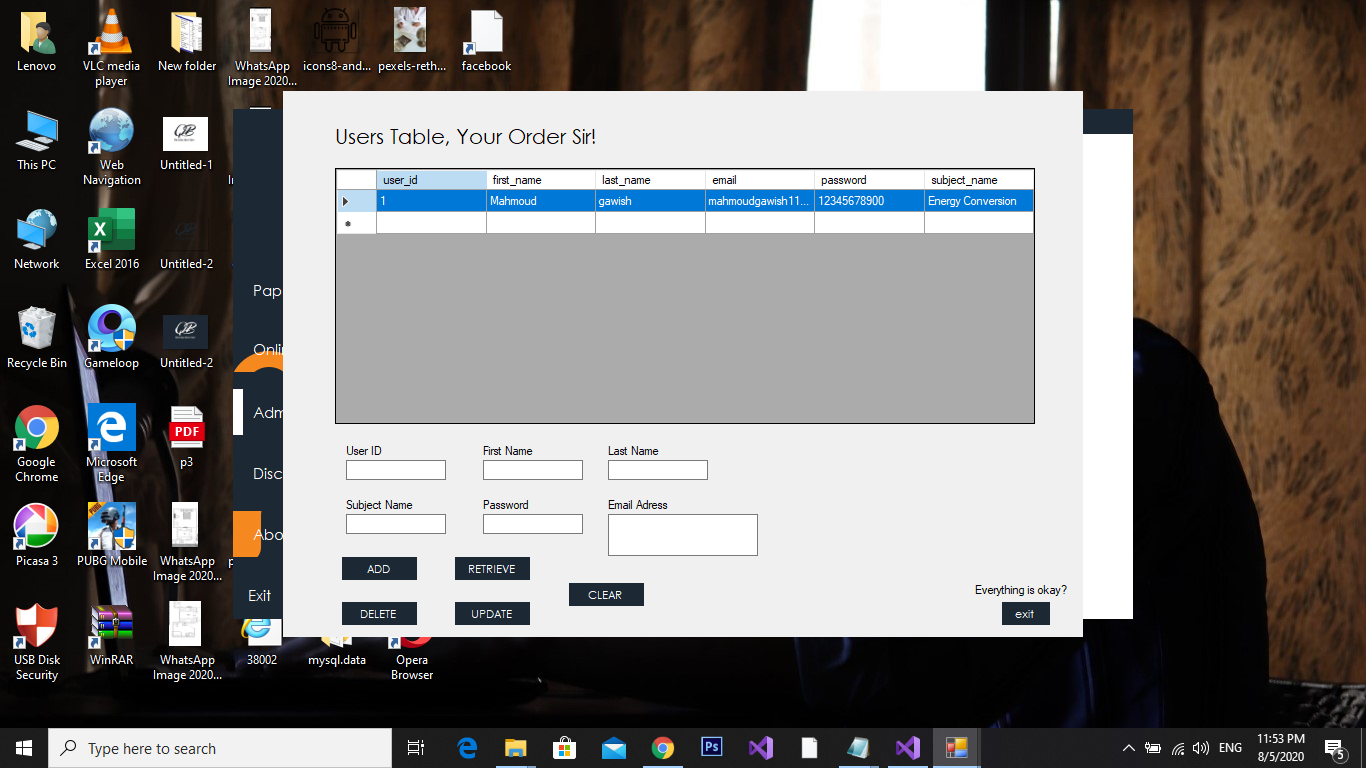 Lenovo
VLC media
player
New folder
WhatsApp
Image 2020...
icons8-and...
pexels-reth...
facebook
This PC
Web
Navigation
Untitled-1
Network
Excel 2016
Untitled-2
Recycle Bin
Gameloop
Untitled-2
Google
Chrome
Microsoft
Edge
PDF
p3
Picasa 3
PUBG Mobile
WhatsApp
Image 2020...
USB Disk
Security
WinRAR
WhatsApp
Image 2020...
38002
mysql.data
Opera
Browser
Pap
Onli
Adm
Disc
Abo
Exit
Users Table, Your Order Sir!
user_id first_name last_name email password subject_name
1 Mahmoud gawish mahmoudgawish11... 12345678900 Energy Conversion
User ID First Name Last Name
Subject Name Password Email Adress
ADD RETRIEVE
CLEAR
DELETE UPDATE
Everything is okay?
exit
Type here to search
Ps
ENG
11:53 PM
8/5/2020
5